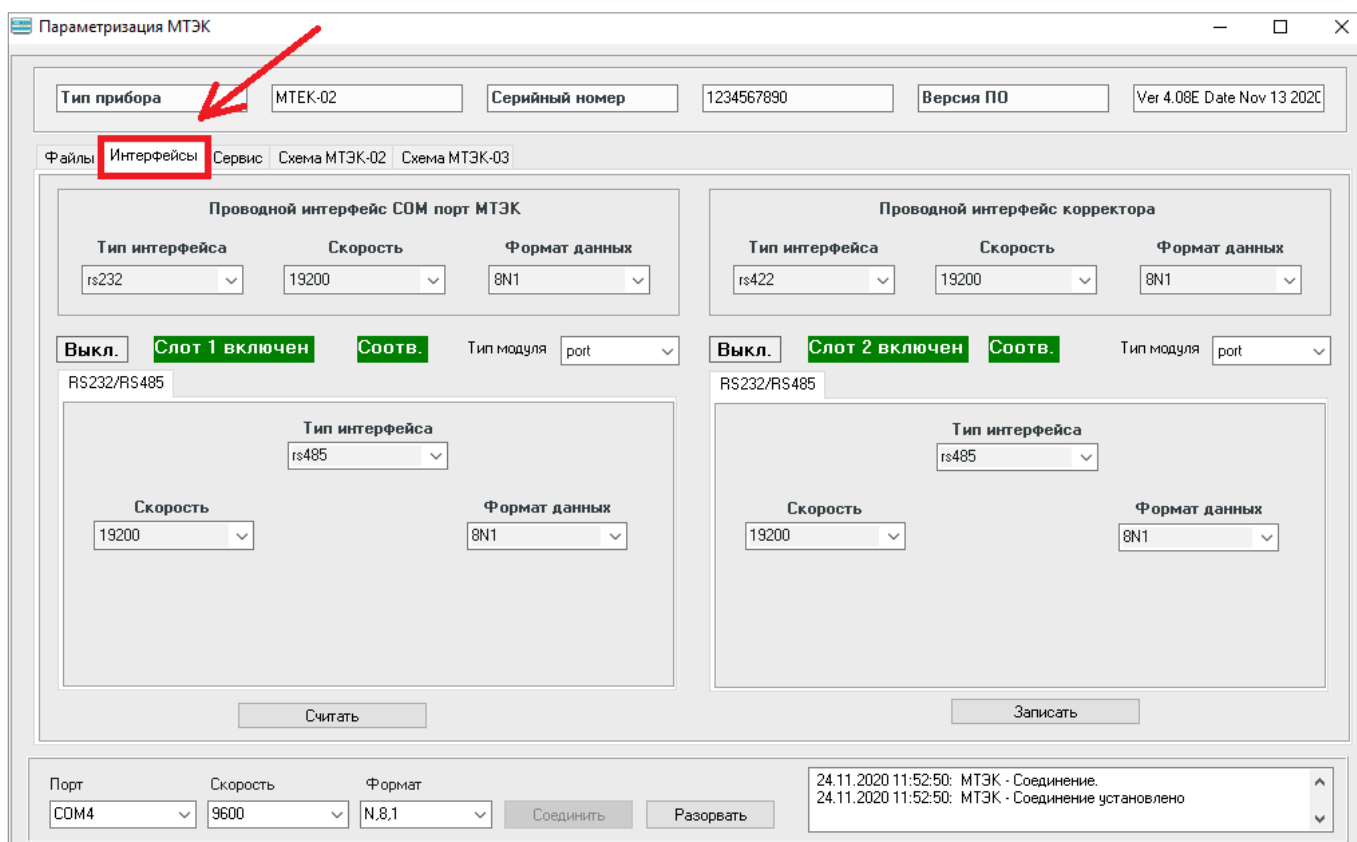 Параметризация МТЭК
Тип прибора MTEK-02 Серийный номер 1234567890 Версия ПО Ver 4.08E Date Nov 13 2020
Файлы Интерфейсы Сервис Схема МТЭК-02 Схема МТЭК-03
Проводной интерфейс COM порт МТЭК
Тип интерфейса Скорость Формат данных
rs232 19200 8N1
Проводной интерфейс корректора
Тип интерфейса Скорость Формат данных
rs422 19200 8N1
Выкл. Слот 1 включен Соотв. Тип модуля port
RS232/RS485
Тип интерфейса
rs485
Скорость Формат данных
19200 8N1
Считать
Выкл. Слот 2 включен Соотв. Тип модуля port
RS232/RS485
Тип интерфейса
rs485
Скорость Формат данных
19200 8N1
Записать
Порт Скорость Формат
COM4 9600 N,8,1 Соединить Разорвать
24.11.2020 11:52:50: МТЭК - Соединение.
24.11.2020 11:52:50: МТЭК - Соединение установлено